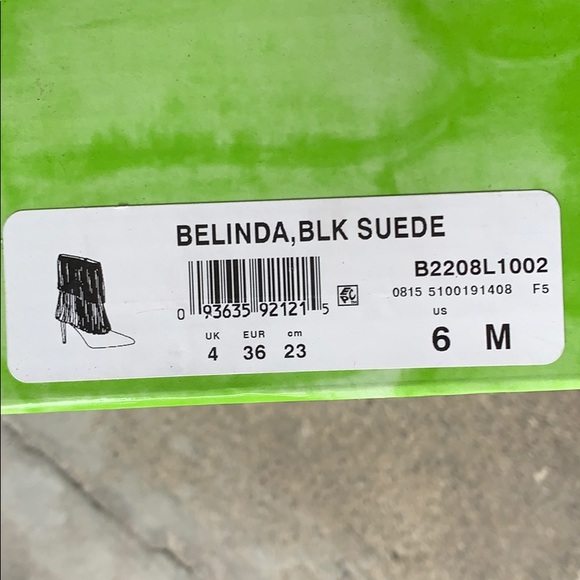 BELINDA,BLK SUEDE
B2208L1002
0 93635 92121 5
0815 5100191408 F5
UK EUR cm
4 36 23
US
6 M